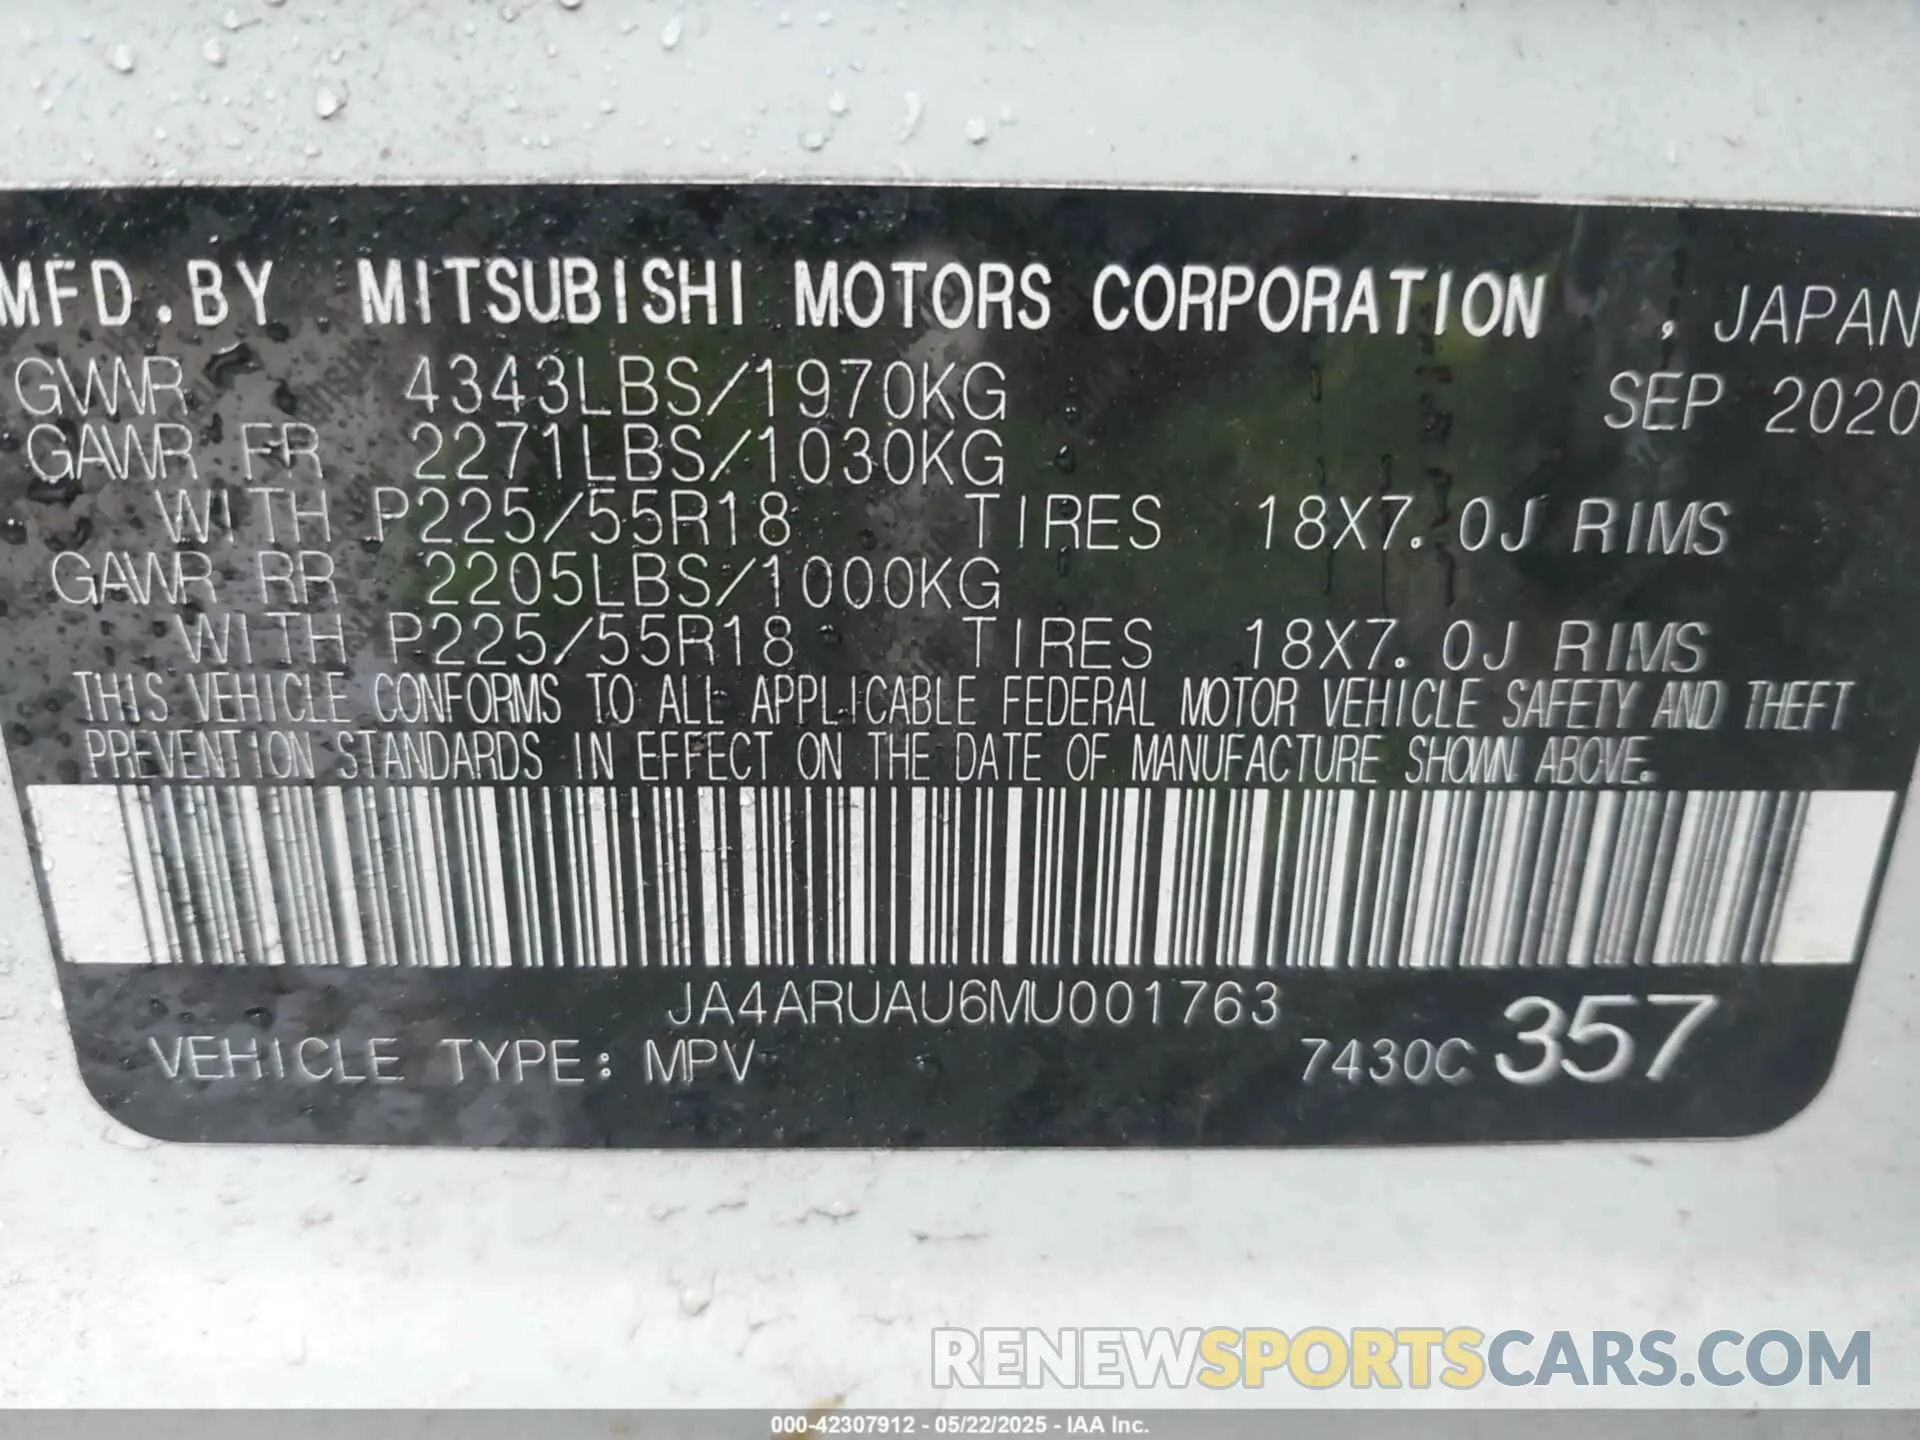 MFD.BY MITSUBISHI MOTORS CORPORATION , JAPAN
GVWR 4343LBS/1970KG SEP 2020
GAWR FR 2271LBS/1030KG
WITH P225/55R18 TIRES 18X7.0J RIMS
GAWR RR 2205LBS/1000KG
WITH P225/55R18 TIRES 18X7.0J RIMS
THIS VEHICLE CONFORMS TO ALL APPLICABLE FEDERAL MOTOR VEHICLE SAFETY AND THEFT
PREVENTION STANDARDS IN EFFECT ON THE DATE OF MANUFACTURE SHOWN ABOVE.
JA4ARUAU6MU001763
VEHICLE TYPE: MPV 7430C 357
RENEWSPORTSCARS.COM
000-42307912 - 05/22/2025 - IAA Inc.